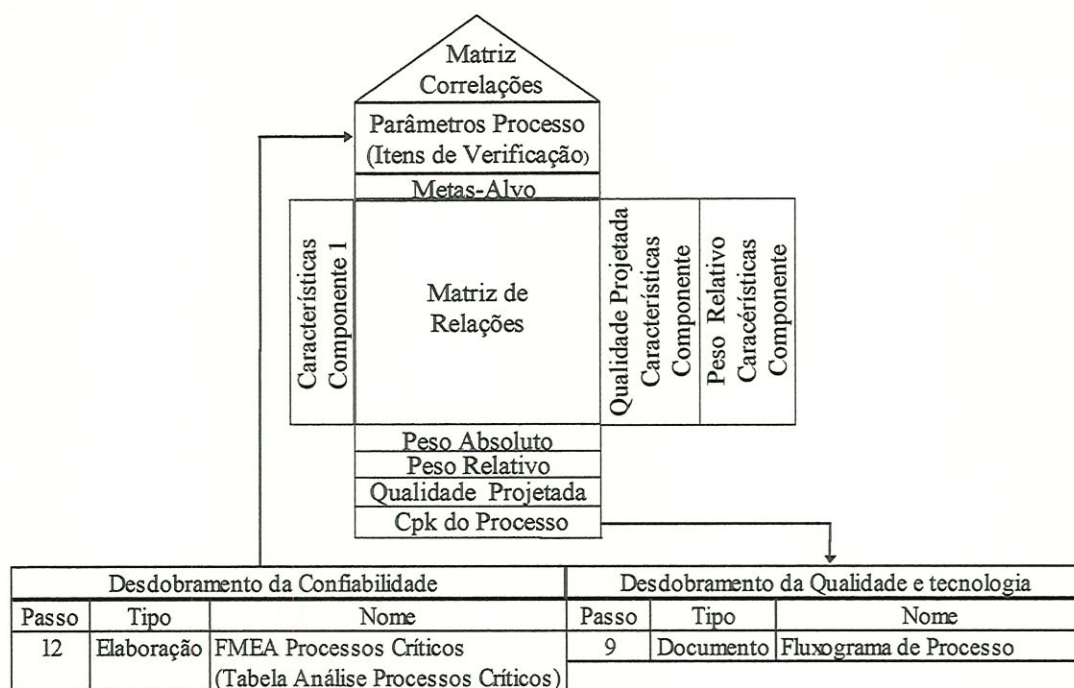 Matriz
Correlações
Parâmetros Processo
(Itens de Verificação)
Metas-Alvo
Características
Componente 1
Matriz de
Relações
Qualidade Projetada
Características
Componente
Peso Relativo
Caracérísticas
Componente
Peso Absoluto
Peso Relativo
Qualidade Projetada
Cpk do Processo
Desdobramento da Confiabilidade
Desdobramento da Qualidade e tecnologia
Passo Tipo Nome
Passo Tipo Nome
12 Elaboração FMEA Processos Críticos
(Tabela Análise Processos Críticos)
9 Documento Fluxograma de Processo